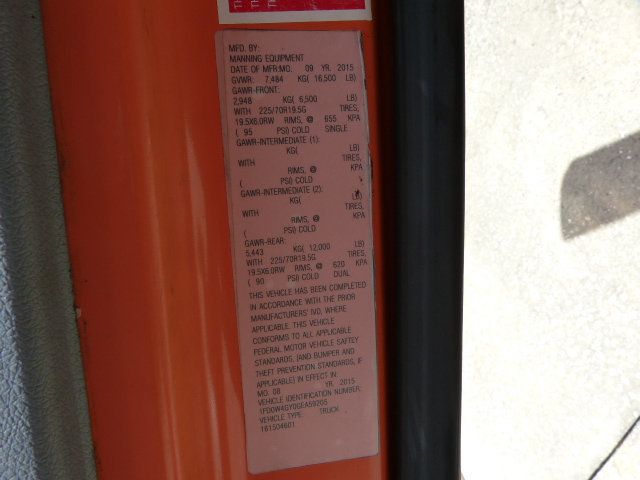 MFD. BY:
MANNING EQUIPMENT
DATE OF MFR:MO. 09 YR. 2015
GVWR: 7,484 KG( 16,500 LB)
GAWR-FRONT:
2,948 KG( 6,500 LB)
WITH 225/70R19.5G TIRES,
19.5X6.0RW RIMS, @ 655 KPA
( 95 PSI) COLD SINGLE
GAWR-INTERMEDIATE (1):
KG( LB)
WITH TIRES,
RIMS, @ KPA
( PSI) COLD
GAWR-INTERMEDIATE (2):
KG( LB)
WITH TIRES,
RIMS, @ KPA
( PSI) COLD
GAWR-REAR:
5,443 KG( 12,000 LB)
WITH 225/70R19.5G TIRES,
19.5X6.0RW RIMS, @ 620 KPA
( 90 PSI) COLD DUAL
THIS VEHICLE HAS BEEN COMPLETED
IN ACCORDANCE WITH THE PRIOR
MANUFACTURERS' IVD, WHERE
APPLICABLE. THIS VEHICLE
CONFORMS TO ALL APPLICABLE
FEDERAL MOTOR VEHICLE SAFTEY
STANDARDS, (AND BUMPER AND
THEFT PREVENTION STANDARDS, IF
APPLICABLE) IN EFFECT IN:
MO. 08 YR. 2015
VEHICLE IDENTIFICATION NUMBER:
1FD0W4GY0GEA59205
VEHICLE TYPE: TRUCK
161504601